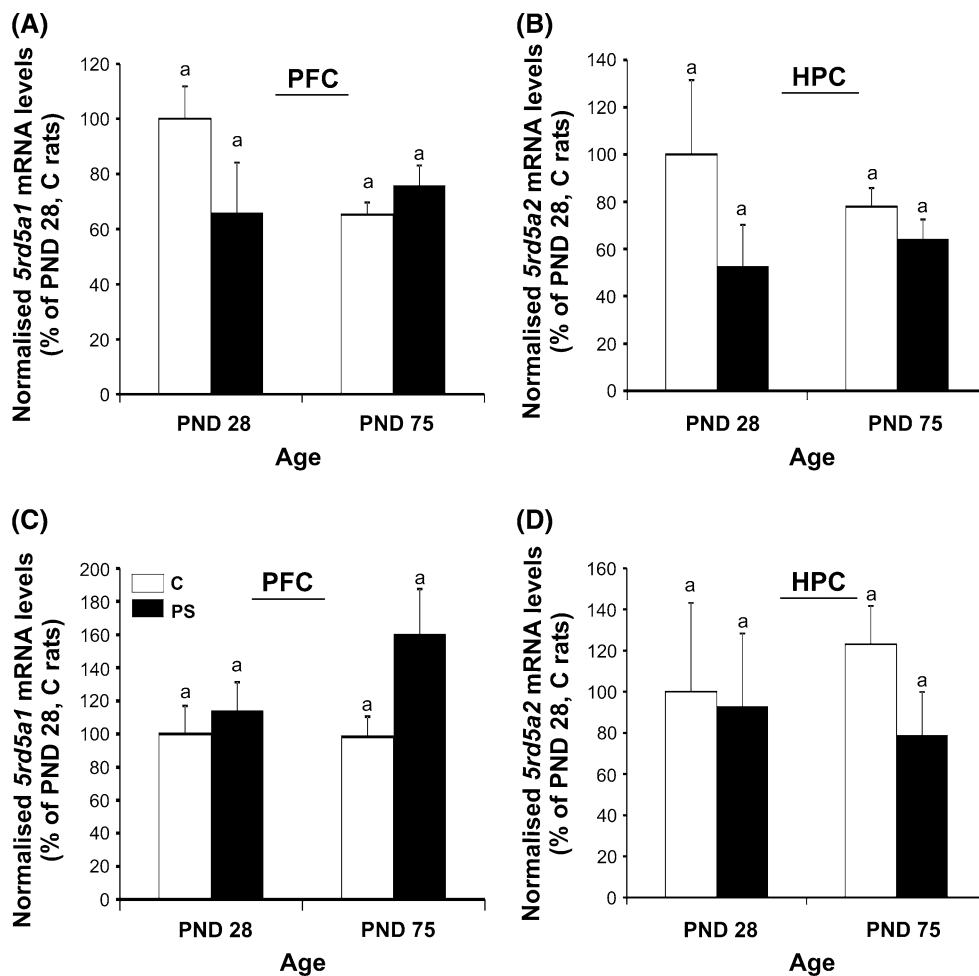 (A)
Normalised 5rd5a1 mRNA levels
(% of PND 28, C rats)
120
100
80
60
40
20
0
PFC
a
a
a
a
PND 28
PND 75
Age
(B)
Normalised 5rd5a2 mRNA levels
(% of PND 28, C rats)
140
120
100
80
60
40
20
0
HPC
a
a
a
a
PND 28
PND 75
Age
(C)
Normalised 5rd5a1 mRNA levels
(% of PND 28, C rats)
200
180
160
140
120
100
80
60
40
20
0
C
PS
PFC
a
a
a
a
PND 28
PND 75
Age
(D)
Normalised 5rd5a2 mRNA levels
(% of PND 28, C rats)
160
140
120
100
80
60
40
20
0
HPC
a
a
a
a
PND 28
PND 75
Age